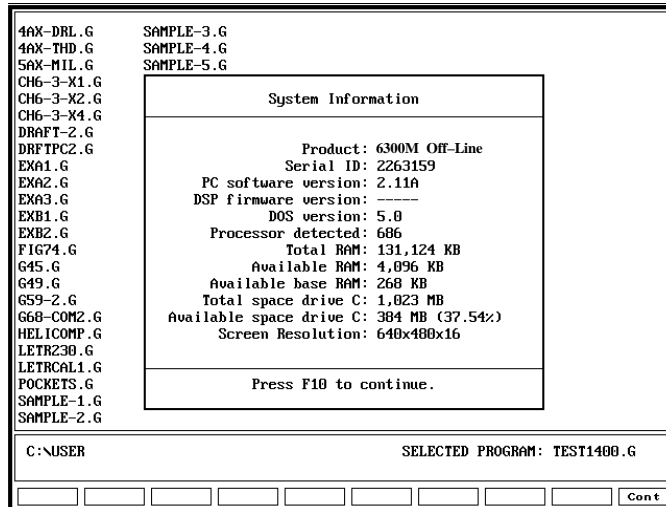 4AX-DRL.G SAMPLE-3.G
4AX-THD.G SAMPLE-4.G
5AX-MIL.G SAMPLE-5.G
CH6-3-X1.G
CH6-3-X2.G
CH6-3-X4.G
DRAFT-2.G
DRFTPC2.G
EXA1.G
EXA2.G
EXA3.G
EXB1.G
EXB2.G
FIG74.G
G45.G
G49.G
G59-2.G
G68-COM2.G
HELICOMP.G
LETR230.G
LETRCAL1.G
POCKETS.G
SAMPLE-1.G
SAMPLE-2.G
System Information
Product: 6300M Off-Line
Serial ID: 2263159
PC software version: 2.11A
DSP firmware version: -----
DOS version: 5.0
Processor detected: 686
Total RAM: 131,124 KB
Available RAM: 4,096 KB
Available base RAM: 268 KB
Total space drive C: 1,023 MB
Available space drive C: 384 MB (37.54%)
Screen Resolution: 640x480x16
Press F10 to continue.
C:\USER SELECTED PROGRAM: TEST1400.G
Cont